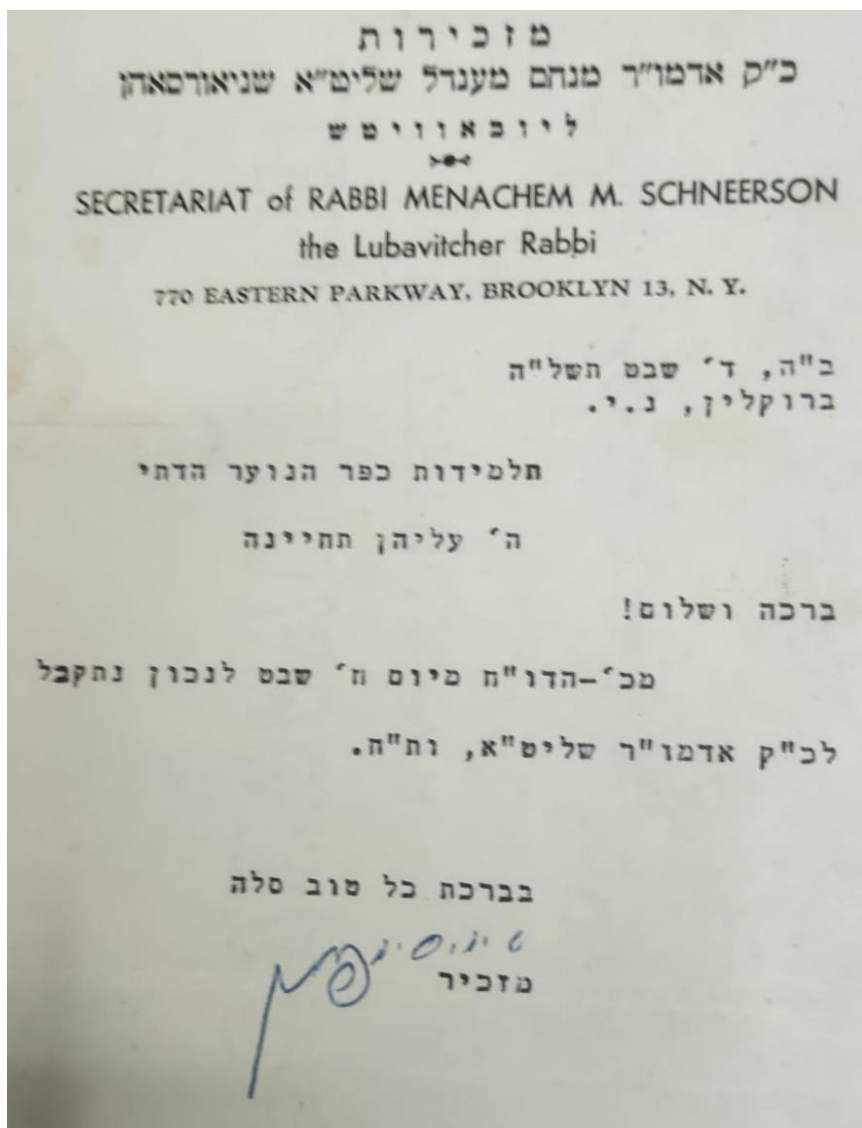 מזכירות
כ"ק אדמו"ר מנחם מענדל שליט"א שניאורסאהן
ליובאוויטש
SECRETARIAT of RABBI MENACHEM M. SCHNEERSON
the Lubavitcher Rabbi
770 EASTERN PARKWAY, BROOKLYN 13, N. Y.
ב"ה, ד׳ שבט תשל"ה
ברוקלין, נ.י.
תלמידות כפר הנוער הדתי
ה׳ עליהן תחיינה
ברכה ושלום!
מכ׳-הדו"ח מיום ח׳ שבט לנכון נתקבל
לכ"ק אדמו"ר שליט"א, ות"ח.
בברכת כל טוב סלה
מזכיר